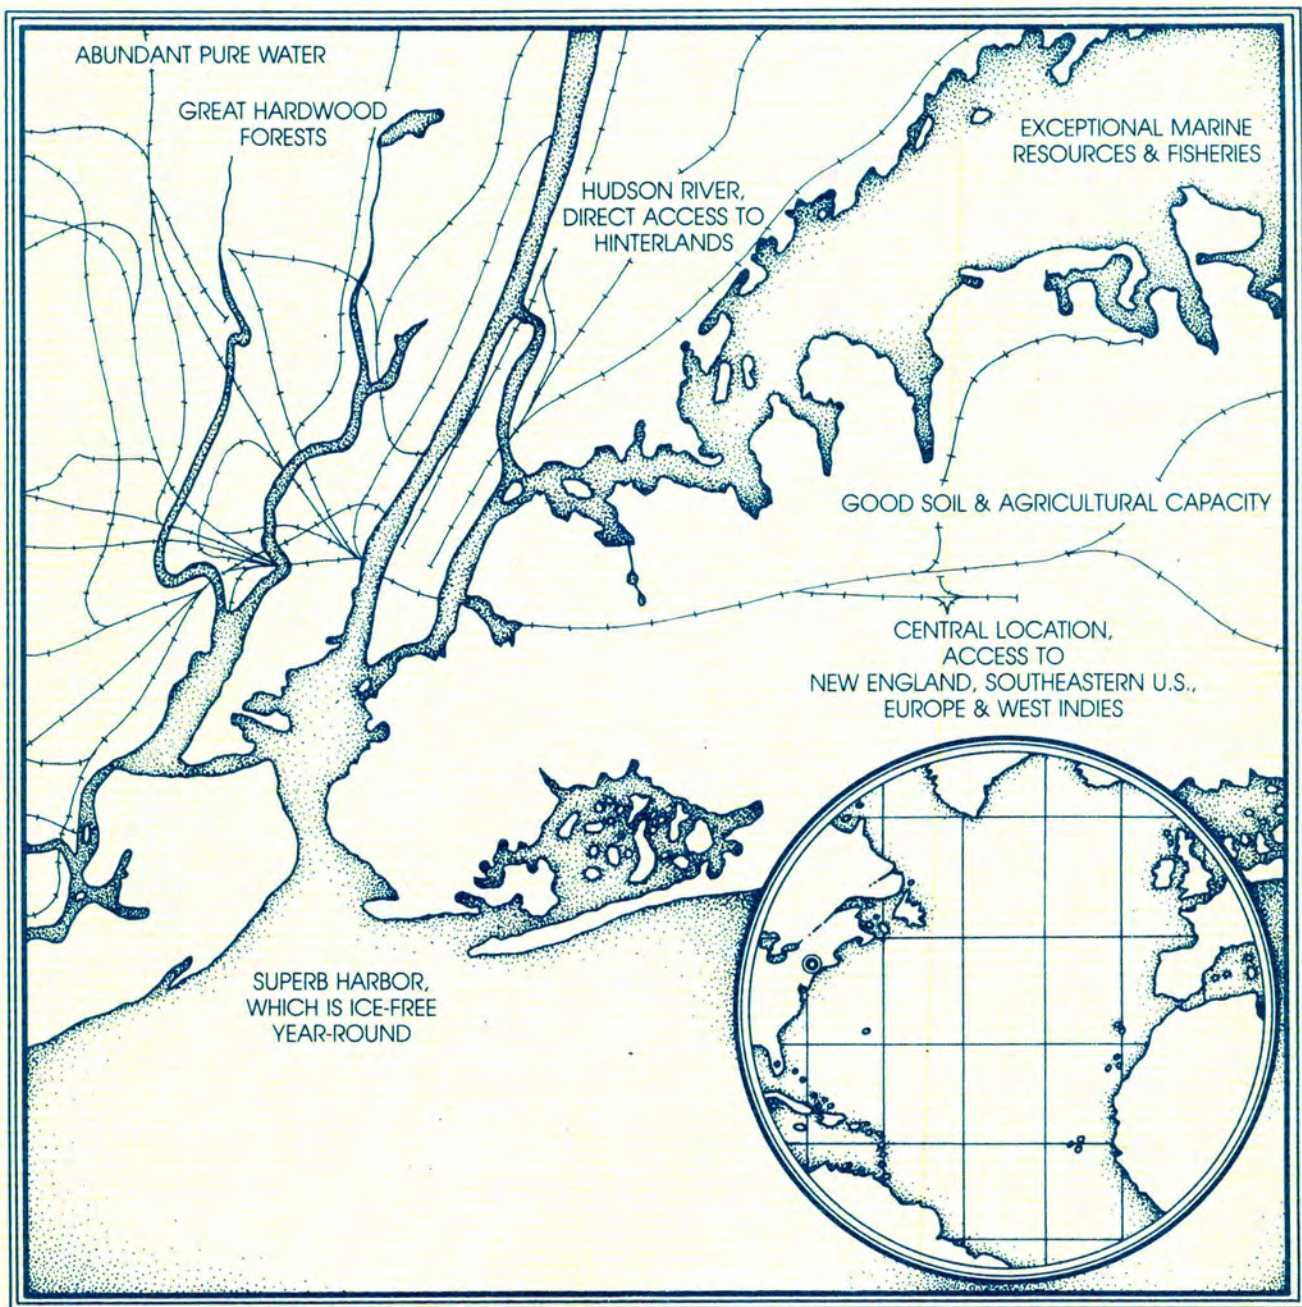 ABUNDANT PURE WATER
GREAT HARDWOOD
FORESTS
EXCEPTIONAL MARINE
RESOURCES & FISHERIES
HUDSON RIVER,
DIRECT ACCESS TO
HINTERLANDS
GOOD SOIL & AGRICULTURAL CAPACITY
CENTRAL LOCATION,
ACCESS TO
NEW ENGLAND, SOUTHEASTERN U.S.,
EUROPE & WEST INDIES
SUPERB HARBOR,
WHICH IS ICE-FREE
YEAR-ROUND